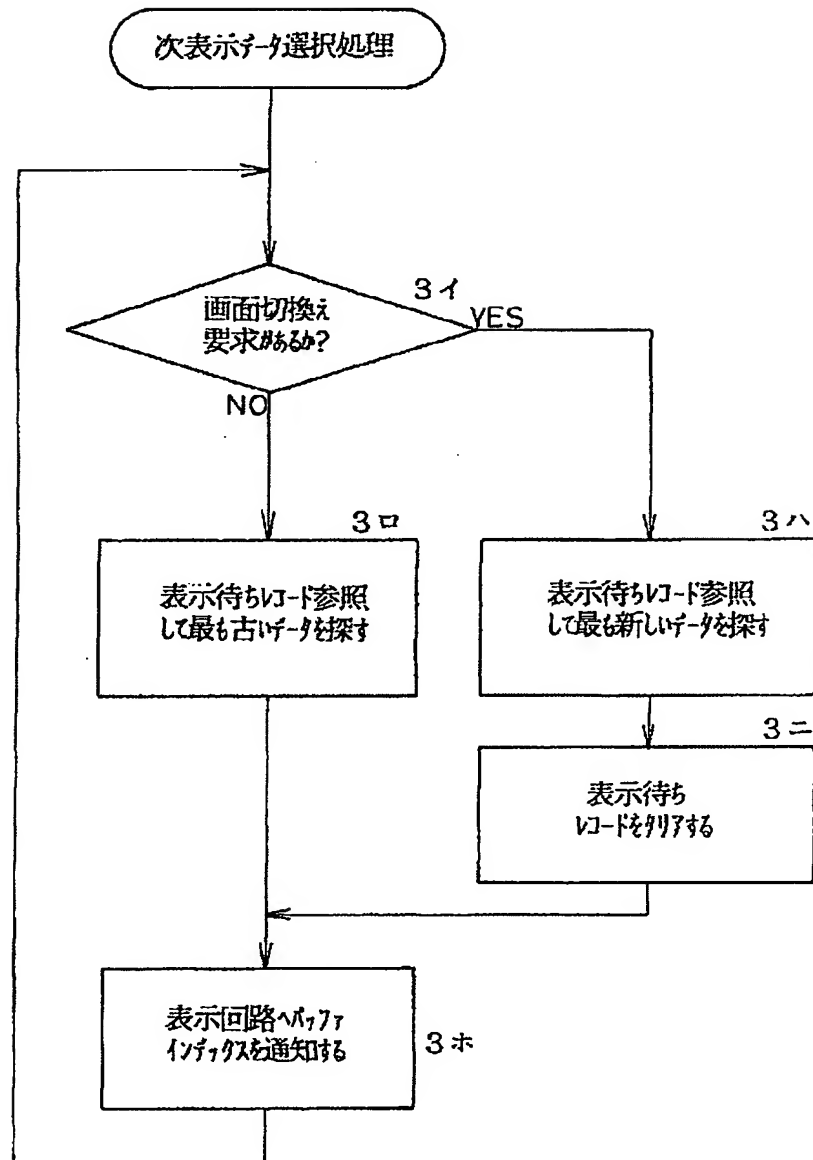 次表示データ選択処理
3イ
画面切換え
要求があるか?
YES
NO
3ロ
表示待ちレコード参照
して最も古いデータを探す
3ハ
表示待ちレコード参照
して最も新しいデータを探す
3ニ
表示待ち
レコードをクリアする
表示回路へバッファ
インデックスを通知する
3ホ